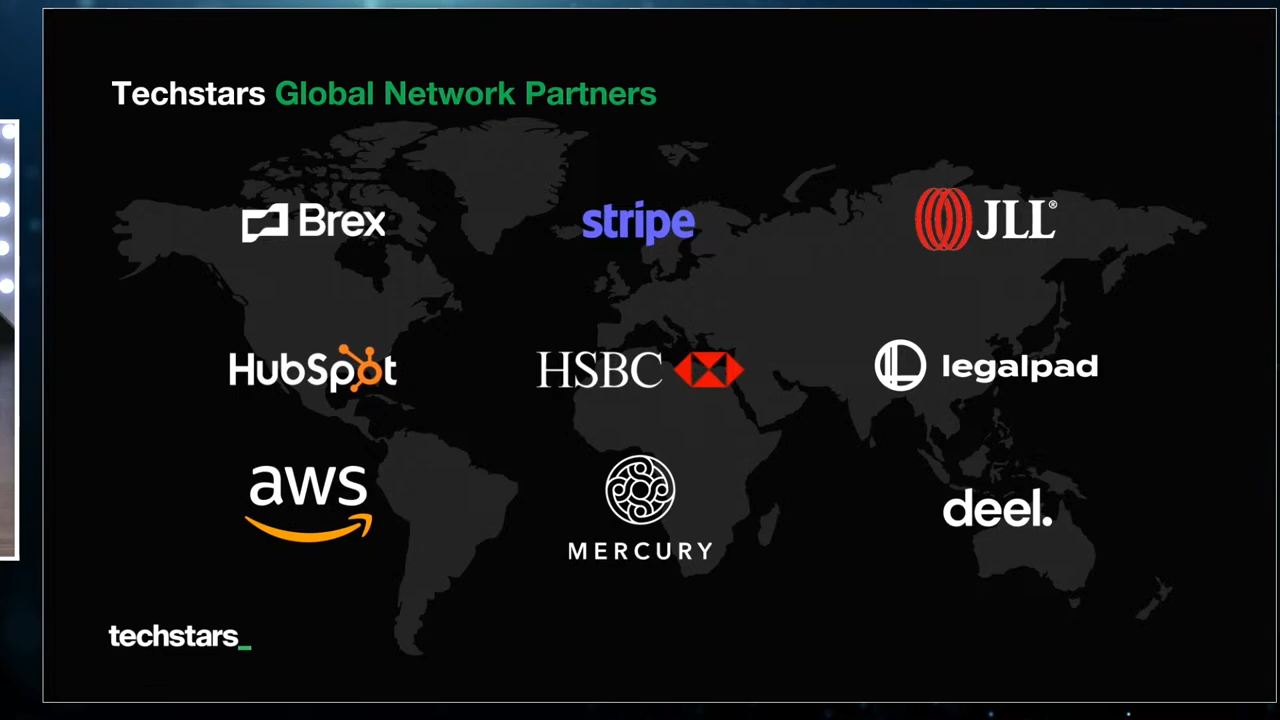 Techstars Global Network Partners
Brex
stripe
JLL®
HubSpot
HSBC
legalpad
aws
MERCURY
deel.
techstars_